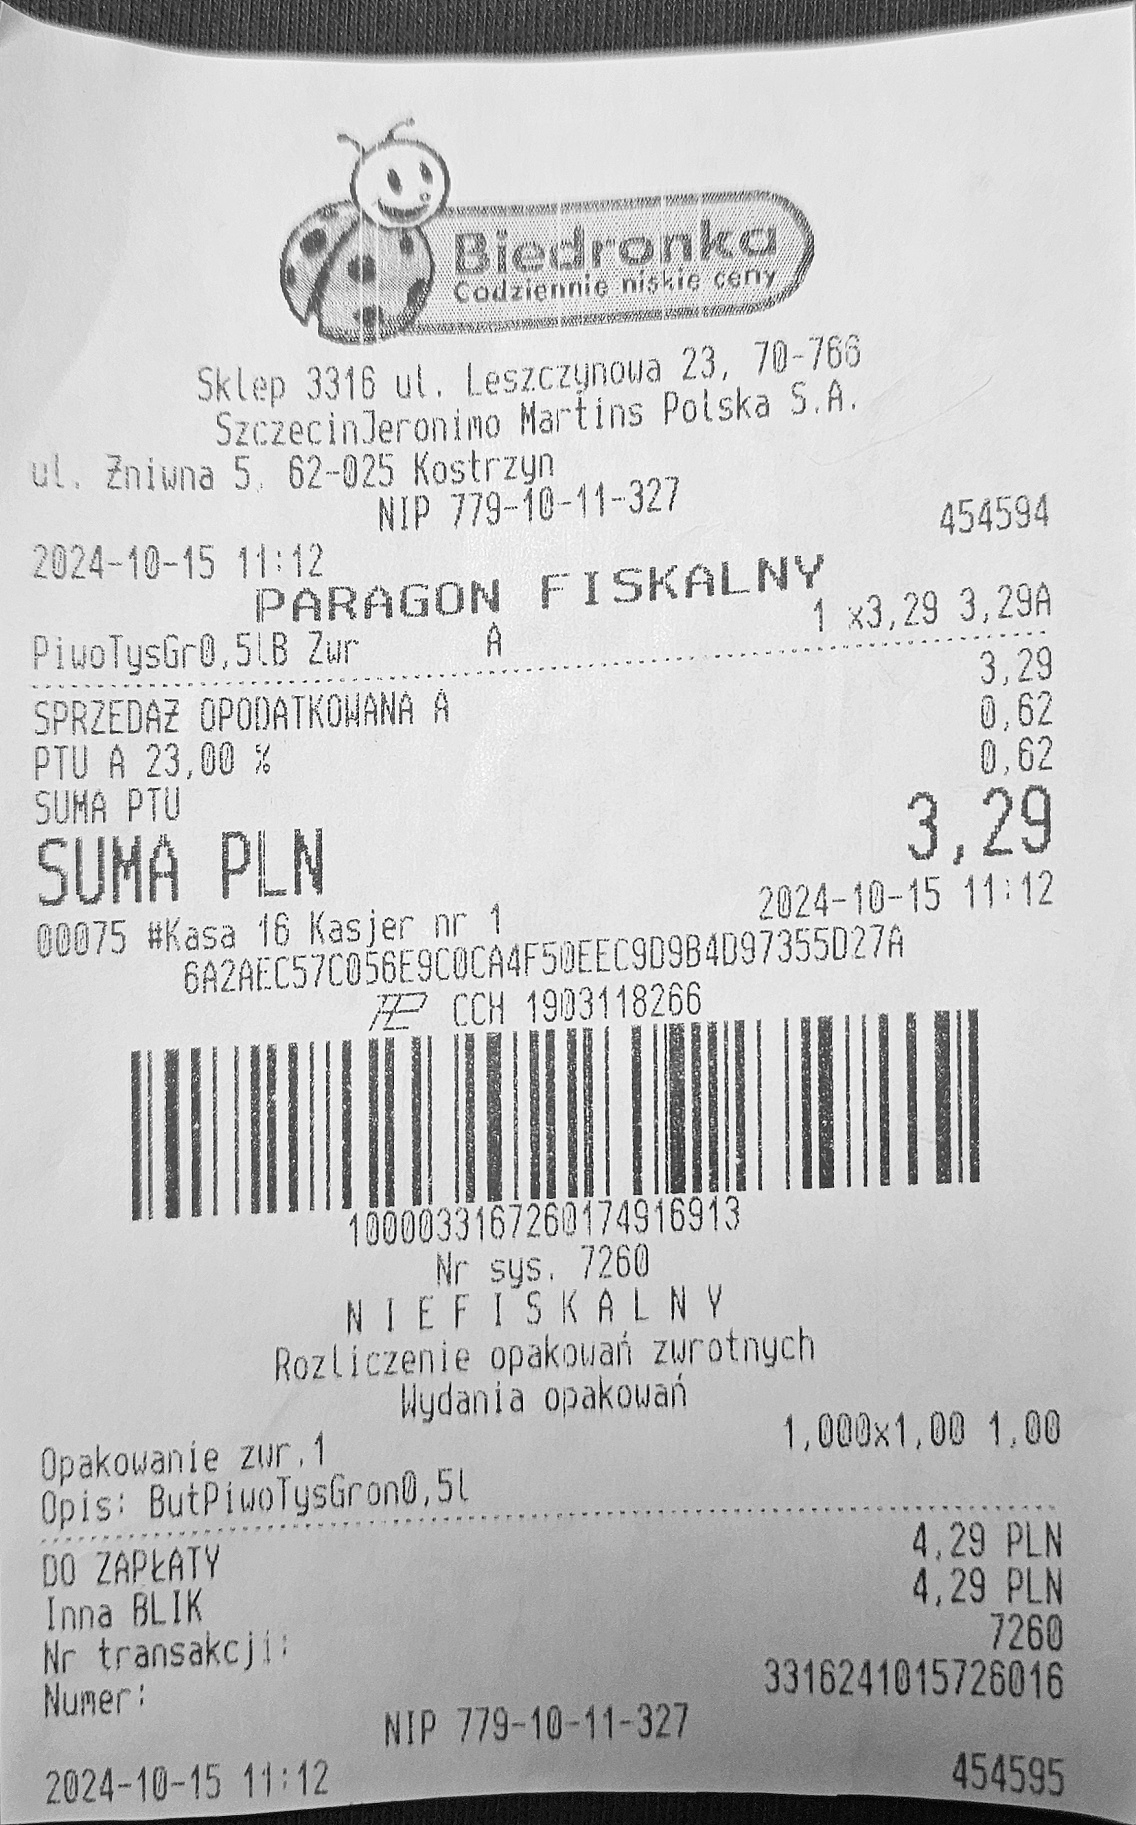 Biedronka
Codziennie niskie ceny
Sklep 3316 ul. Leszczynowa 23, 70-766
SzczecinJeronimo Martins Polska S.A.
ul. Żniwna 5, 62-025 Kostrzyn
NIP 779-10-11-327
2024-10-15 11:12 454594
PARAGON FISKALNY
PiwoTysGr0,5lB Zwr A 1 x3,29 3,29A
SPRZEDAŻ OPODATKOWANA A 3,29
PTU A 23,00 % 0,62
SUMA PTU 0,62
SUMA PLN 3,29
00075 #Kasa 16 Kasjer nr 1 2024-10-15 11:12
6A2AEC57C056E9C0CA4F50EEC9D9B4D97355D27A
CCH 1903118266
1000033167260174916913
Nr sys. 7260
N I E F I S K A L N Y
Rozliczenie opakowań zwrotnych
Wydania opakowań
Opakowanie zwr.1 1,000x1,00 1,00
Opis: ButPiwoTysGron0,5l
DO ZAPŁATY 4,29 PLN
Inna BLIK 4,29 PLN
Nr transakcji: 7260
Numer: 3316241015726016
NIP 779-10-11-327
2024-10-15 11:12 454595